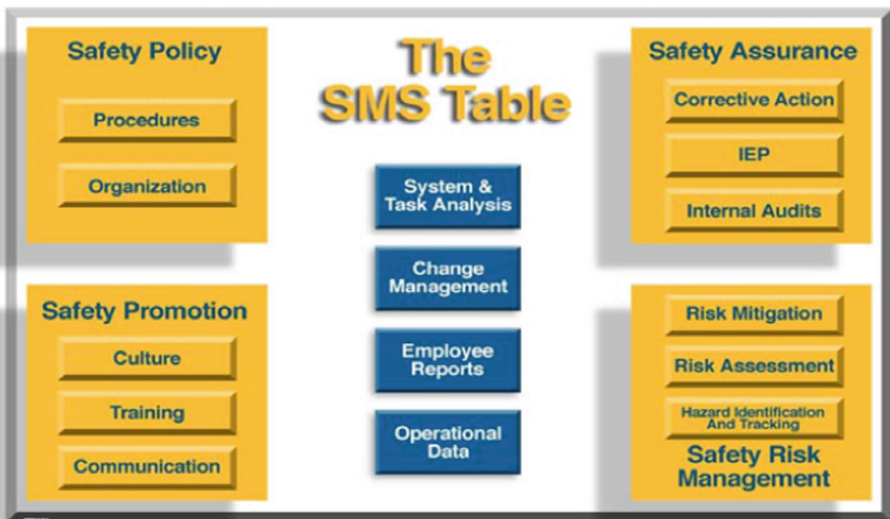 Safety Policy
Procedures
Organization
The
SMS Table
System &
Task Analysis
Change
Management
Employee
Reports
Operational
Data
Safety Assurance
Corrective Action
IEP
Internal Audits
Safety Promotion
Culture
Training
Communication
Risk Mitigation
Risk Assessment
Hazard Identification
And Tracking
Safety Risk
Management